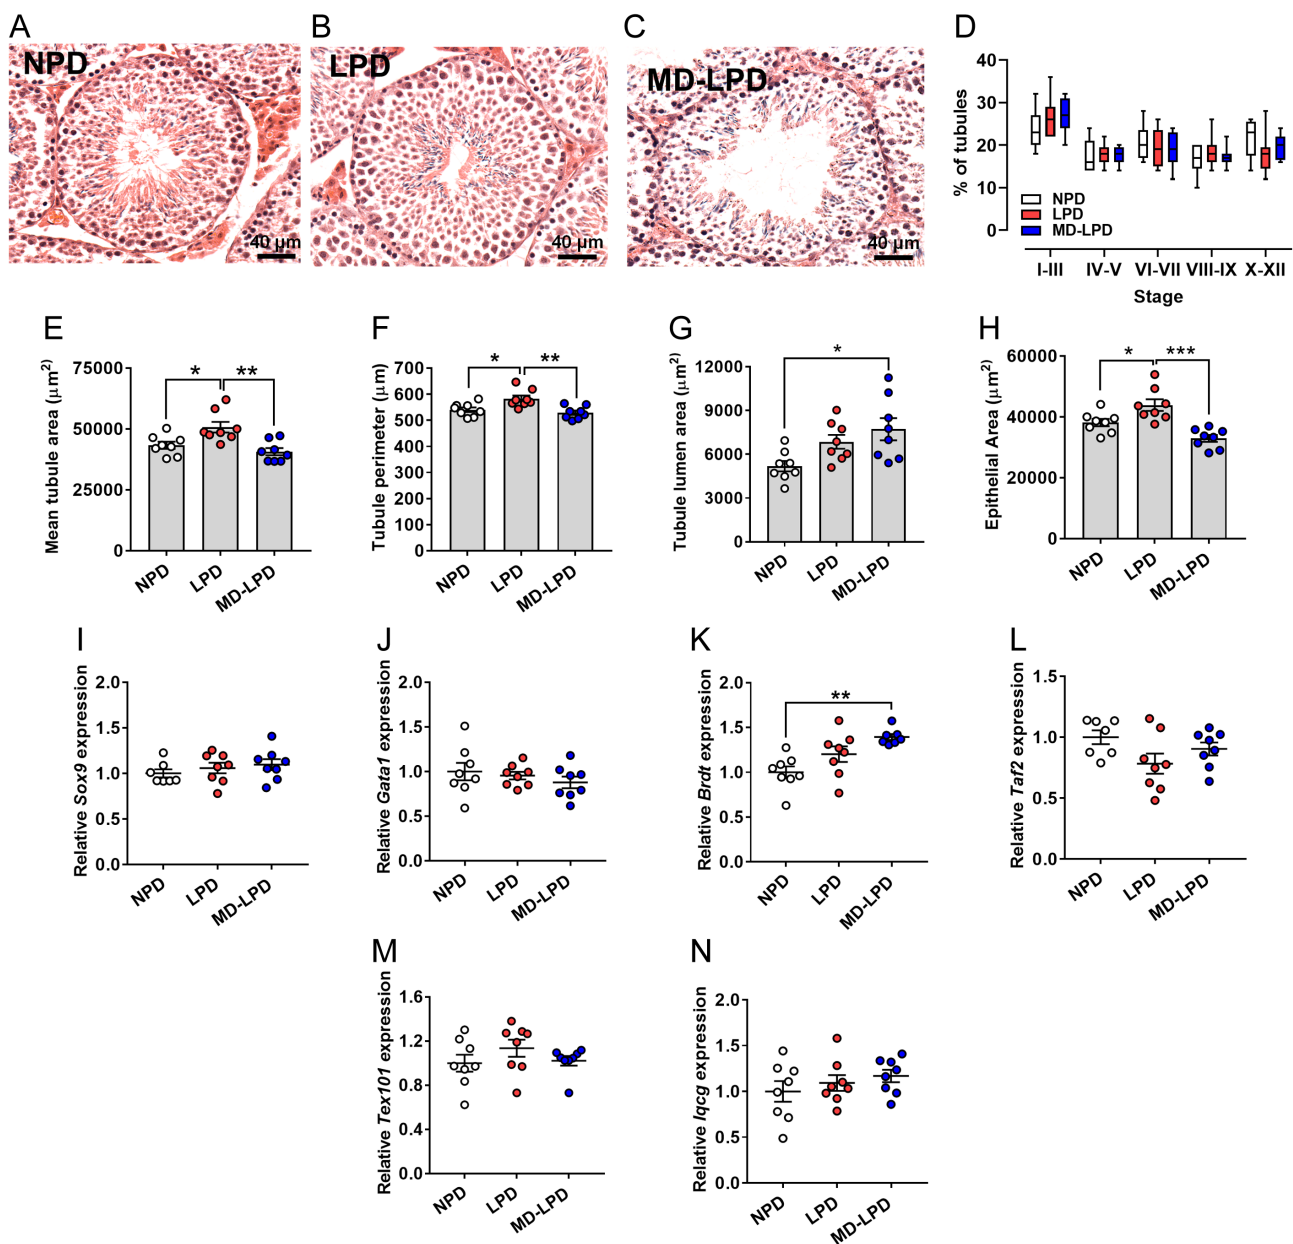 A
NPD
40 μm
B
LPD
40 μm
C
MD-LPD
40 μm
D
% of tubules
40
30
20
10
0
NPD
LPD
MD-LPD
I-III IV-V VI-VII VIII-IX X-XII
Stage
E
Mean tubule area (μm2)
75000
50000
25000
0
* **
NPD LPD MD-LPD
F
Tubule perimeter (μm)
700
600
500
400
300
200
100
0
* **
NPD LPD MD-LPD
G
Tubule lumen area (μm2)
12000
9000
6000
3000
0
*
NPD LPD MD-LPD
H
Epithelial Area (μm2)
60000
40000
20000
0
* ***
NPD LPD MD-LPD
I
Relative Sox9 expression
2.0
1.5
1.0
0.5
0.0
NPD LPD MD-LPD
J
Relative Gata1 expression
2.0
1.5
1.0
0.5
0.0
NPD LPD MD-LPD
K
Relative Brdt expression
2.0
1.5
1.0
0.5
0.0
**
NPD LPD MD-LPD
L
Relative Taf2 expression
1.5
1.0
0.5
0.0
NPD LPD MD-LPD
M
Relative Tex101 expression
1.6
1.2
0.8
0.4
0.0
NPD LPD MD-LPD
N
Relative Iqcg expression
2.0
1.5
1.0
0.5
0.0
NPD LPD MD-LPD